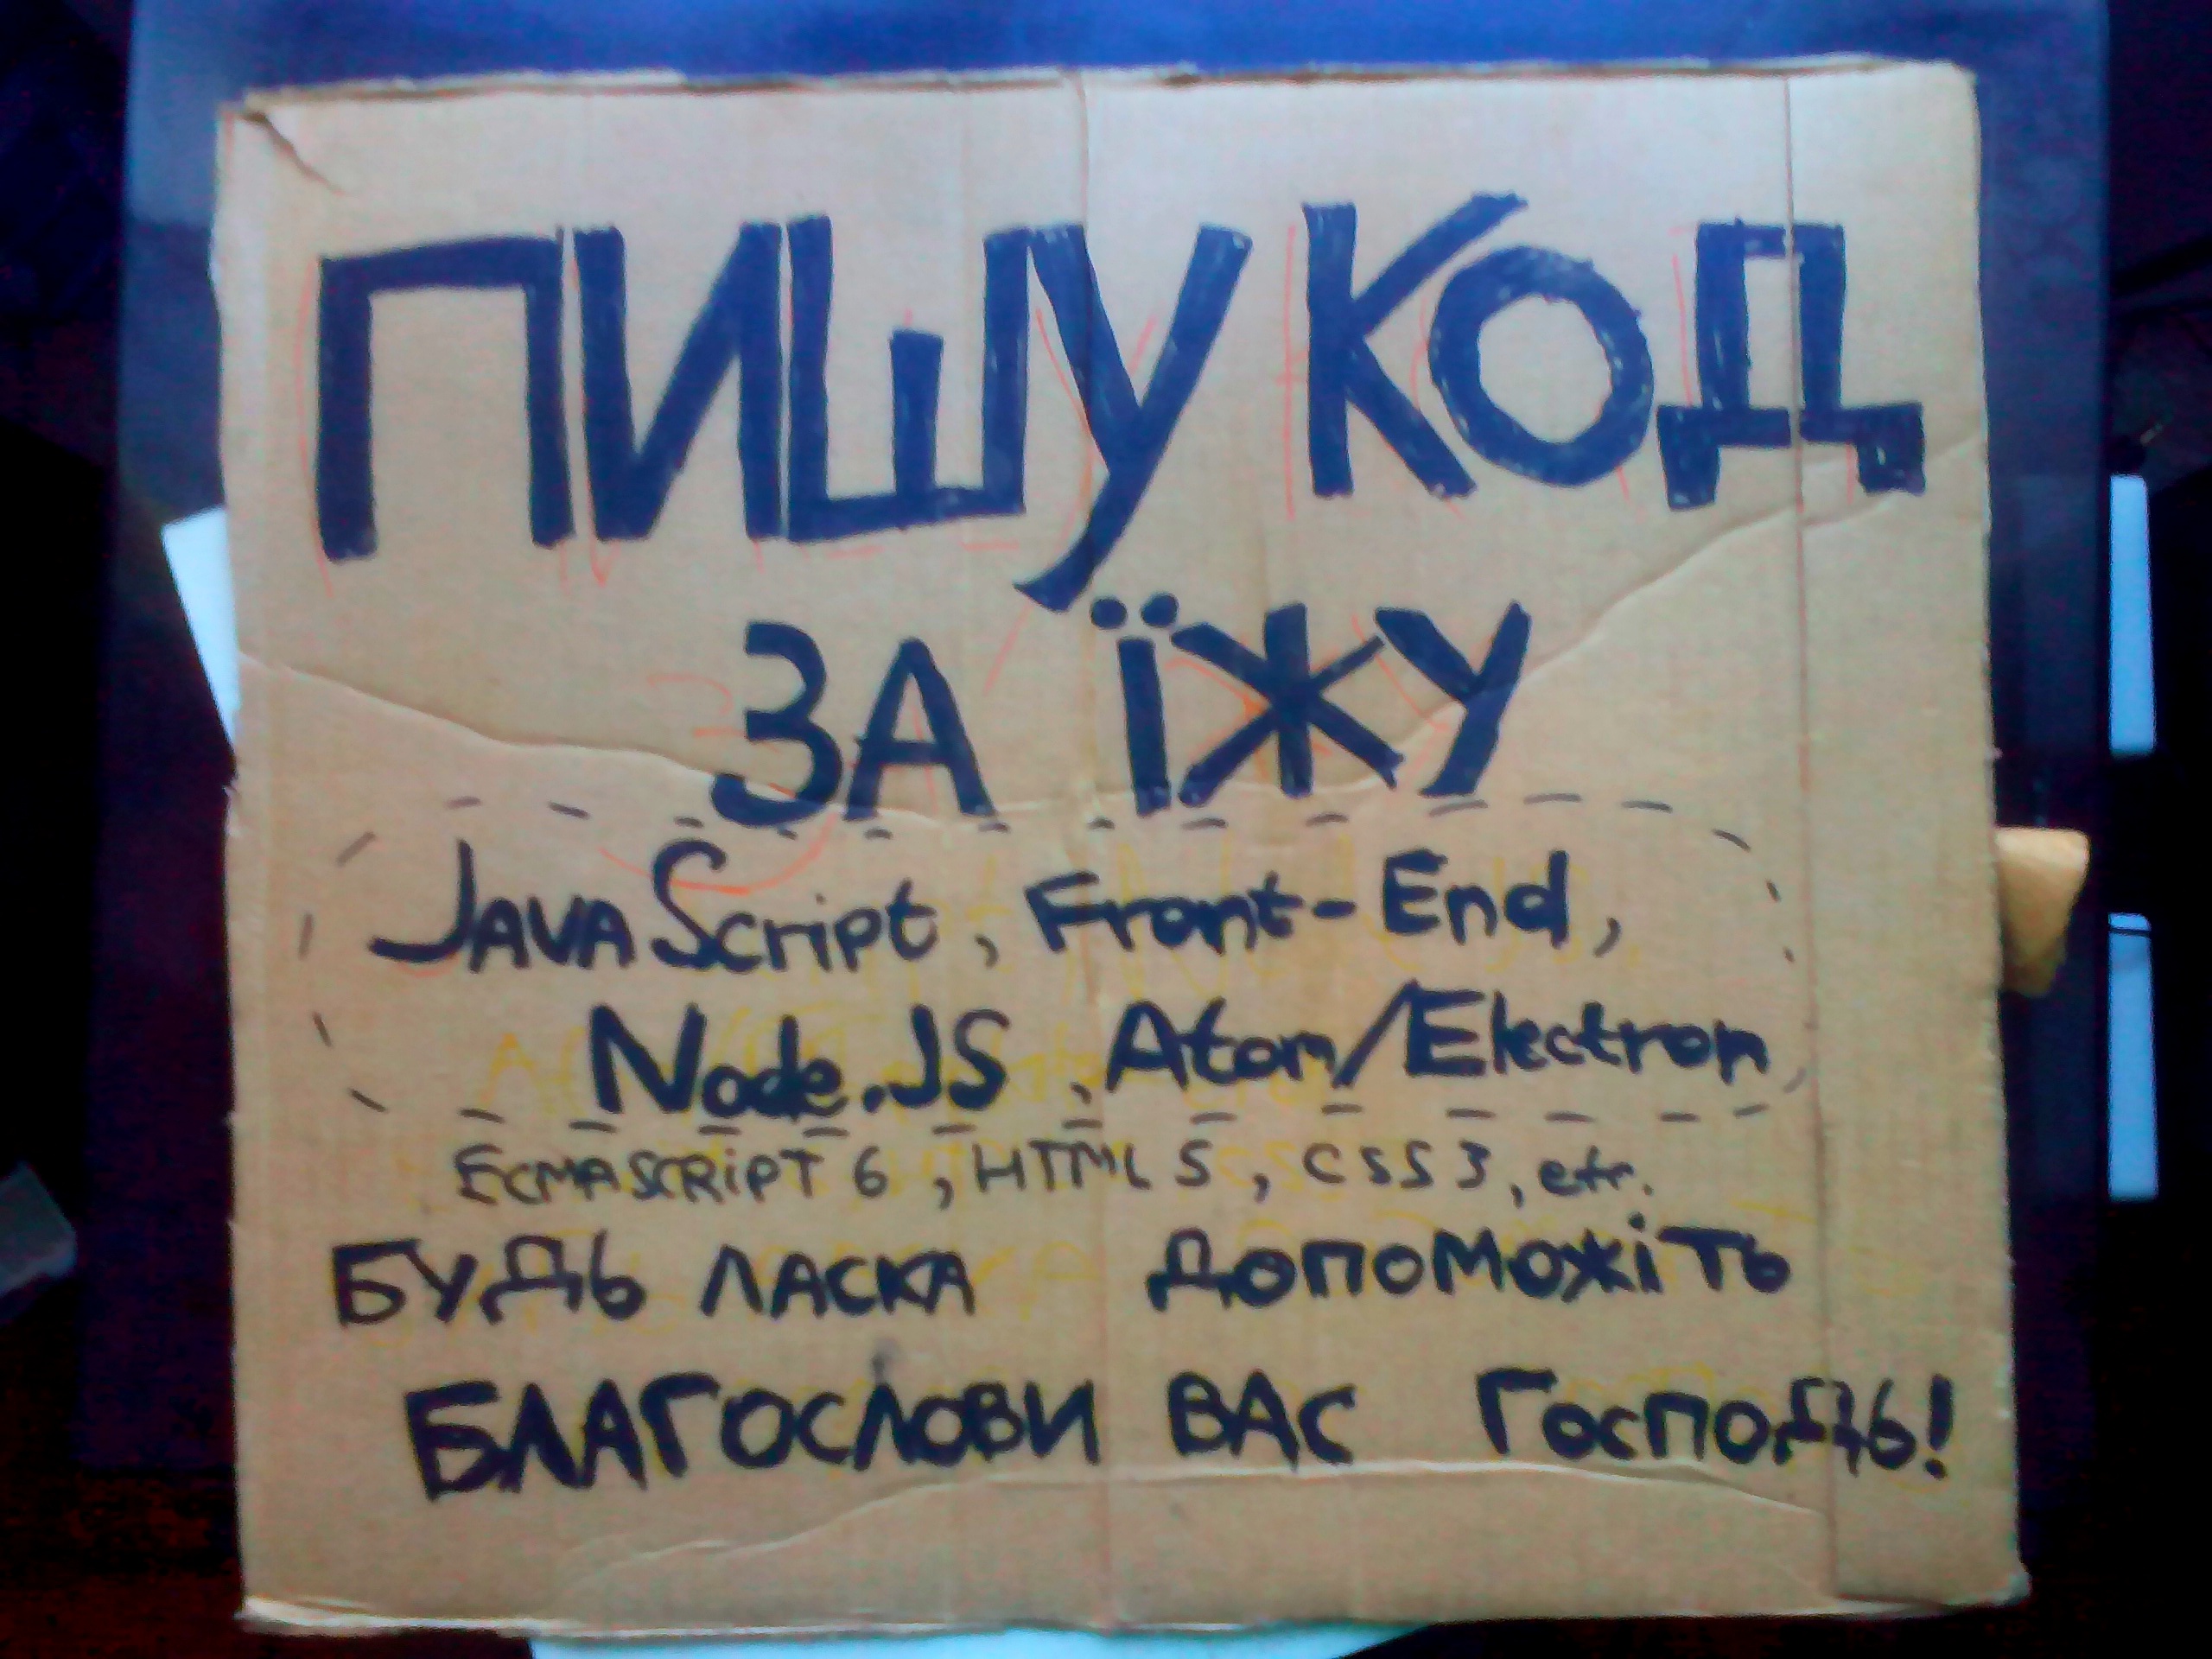 ПИШУ КОД
ЗА ЇЖУ
JAVAScript, Front-End,
Node.JS, Atom/Electron
ECMASCRiPT 6, HTML 5, CSS 3, etc.
БУДЬ ЛАСКА ДОПОМОЖіТЬ
БЛАГОСЛОВИ ВАС ГОСПОДЬ!